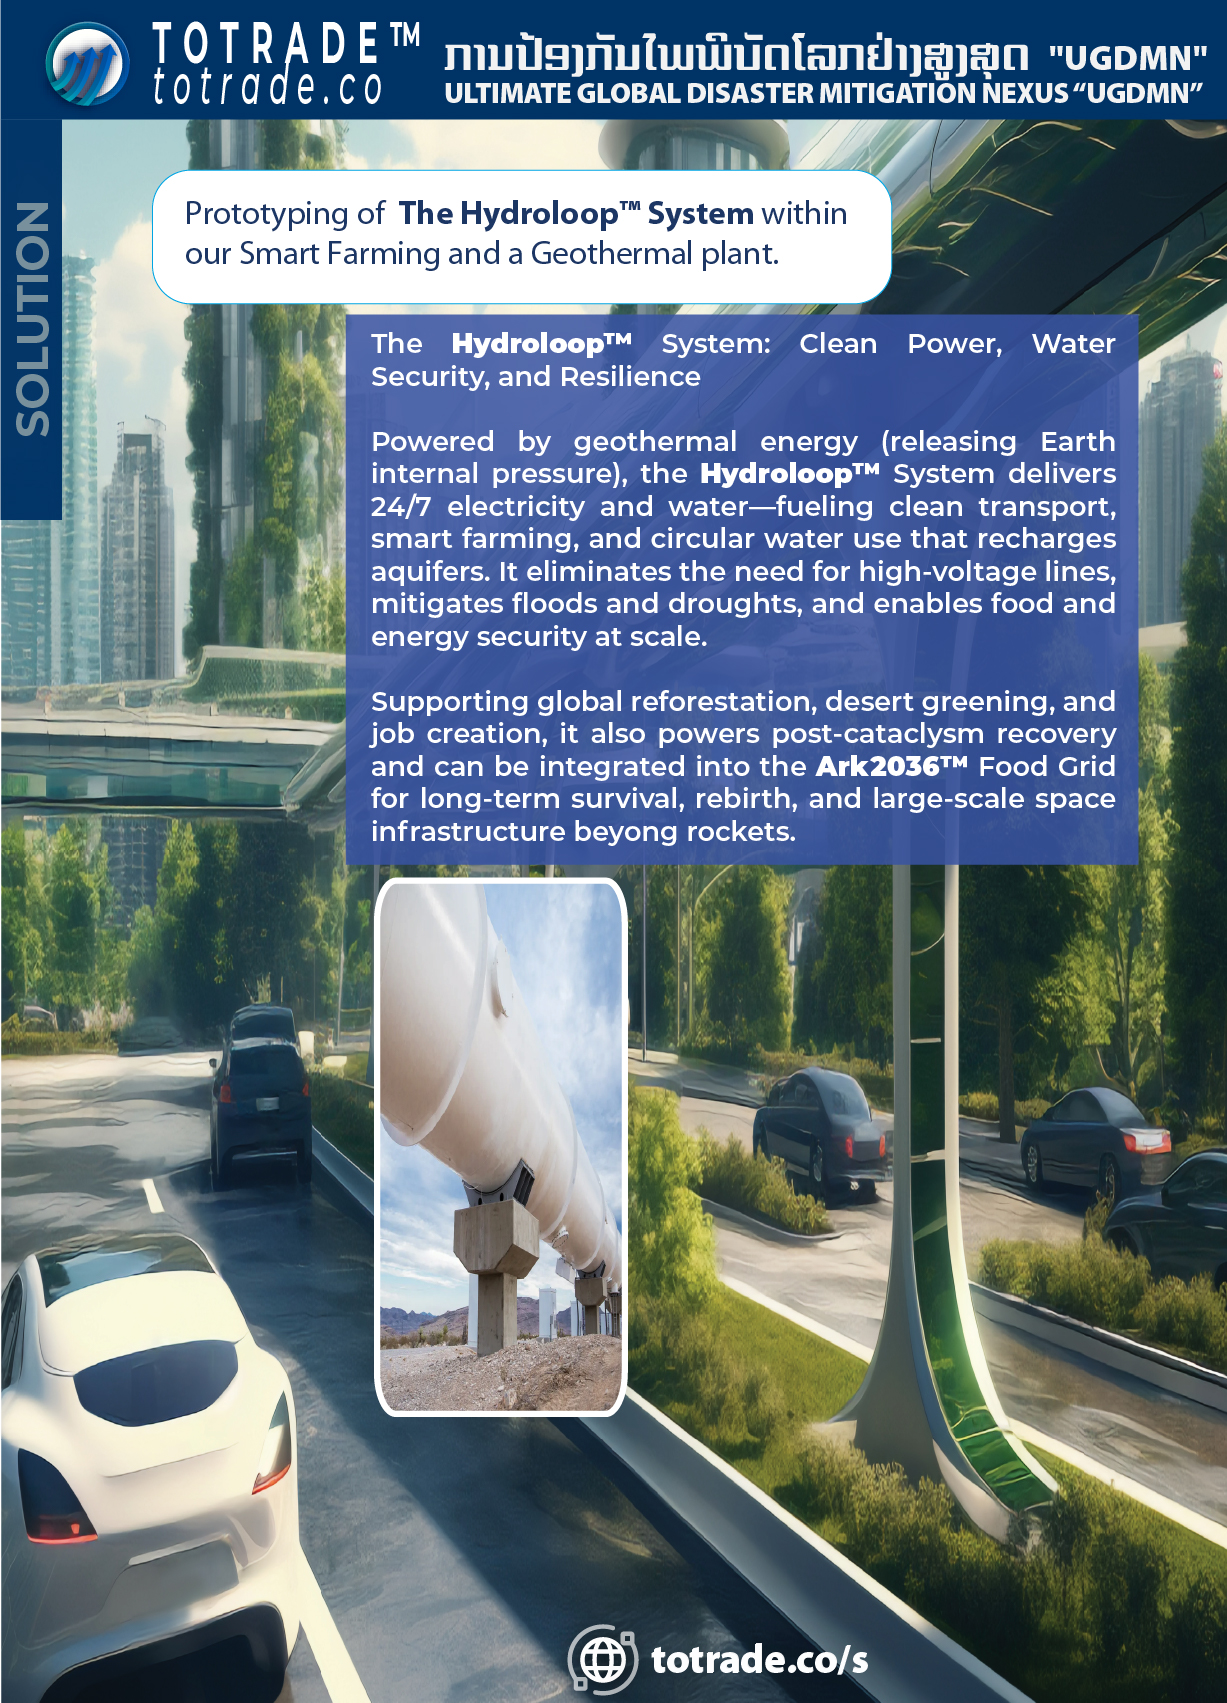 TOTRADE™
totrade.co
ການປ້ອງກັນໄພພິບັດໂລກຢ່າງສູງສຸດ "UGDMN"
ULTIMATE GLOBAL DISASTER MITIGATION NEXUS “UGDMN”
SOLUTION
Prototyping of The Hydroloop™ System within
our Smart Farming and a Geothermal plant.
The Hydroloop™ System: Clean Power, Water
Security, and Resilience
Powered by geothermal energy (releasing Earth
internal pressure), the Hydroloop™ System delivers
24/7 electricity and water—fueling clean transport,
smart farming, and circular water use that recharges
aquifers. It eliminates the need for high-voltage lines,
mitigates floods and droughts, and enables food and
energy security at scale.
Supporting global reforestation, desert greening, and
job creation, it also powers post-cataclysm recovery
and can be integrated into the Ark2036™ Food Grid
for long-term survival, rebirth, and large-scale space
infrastructure beyong rockets.
totrade.co/s